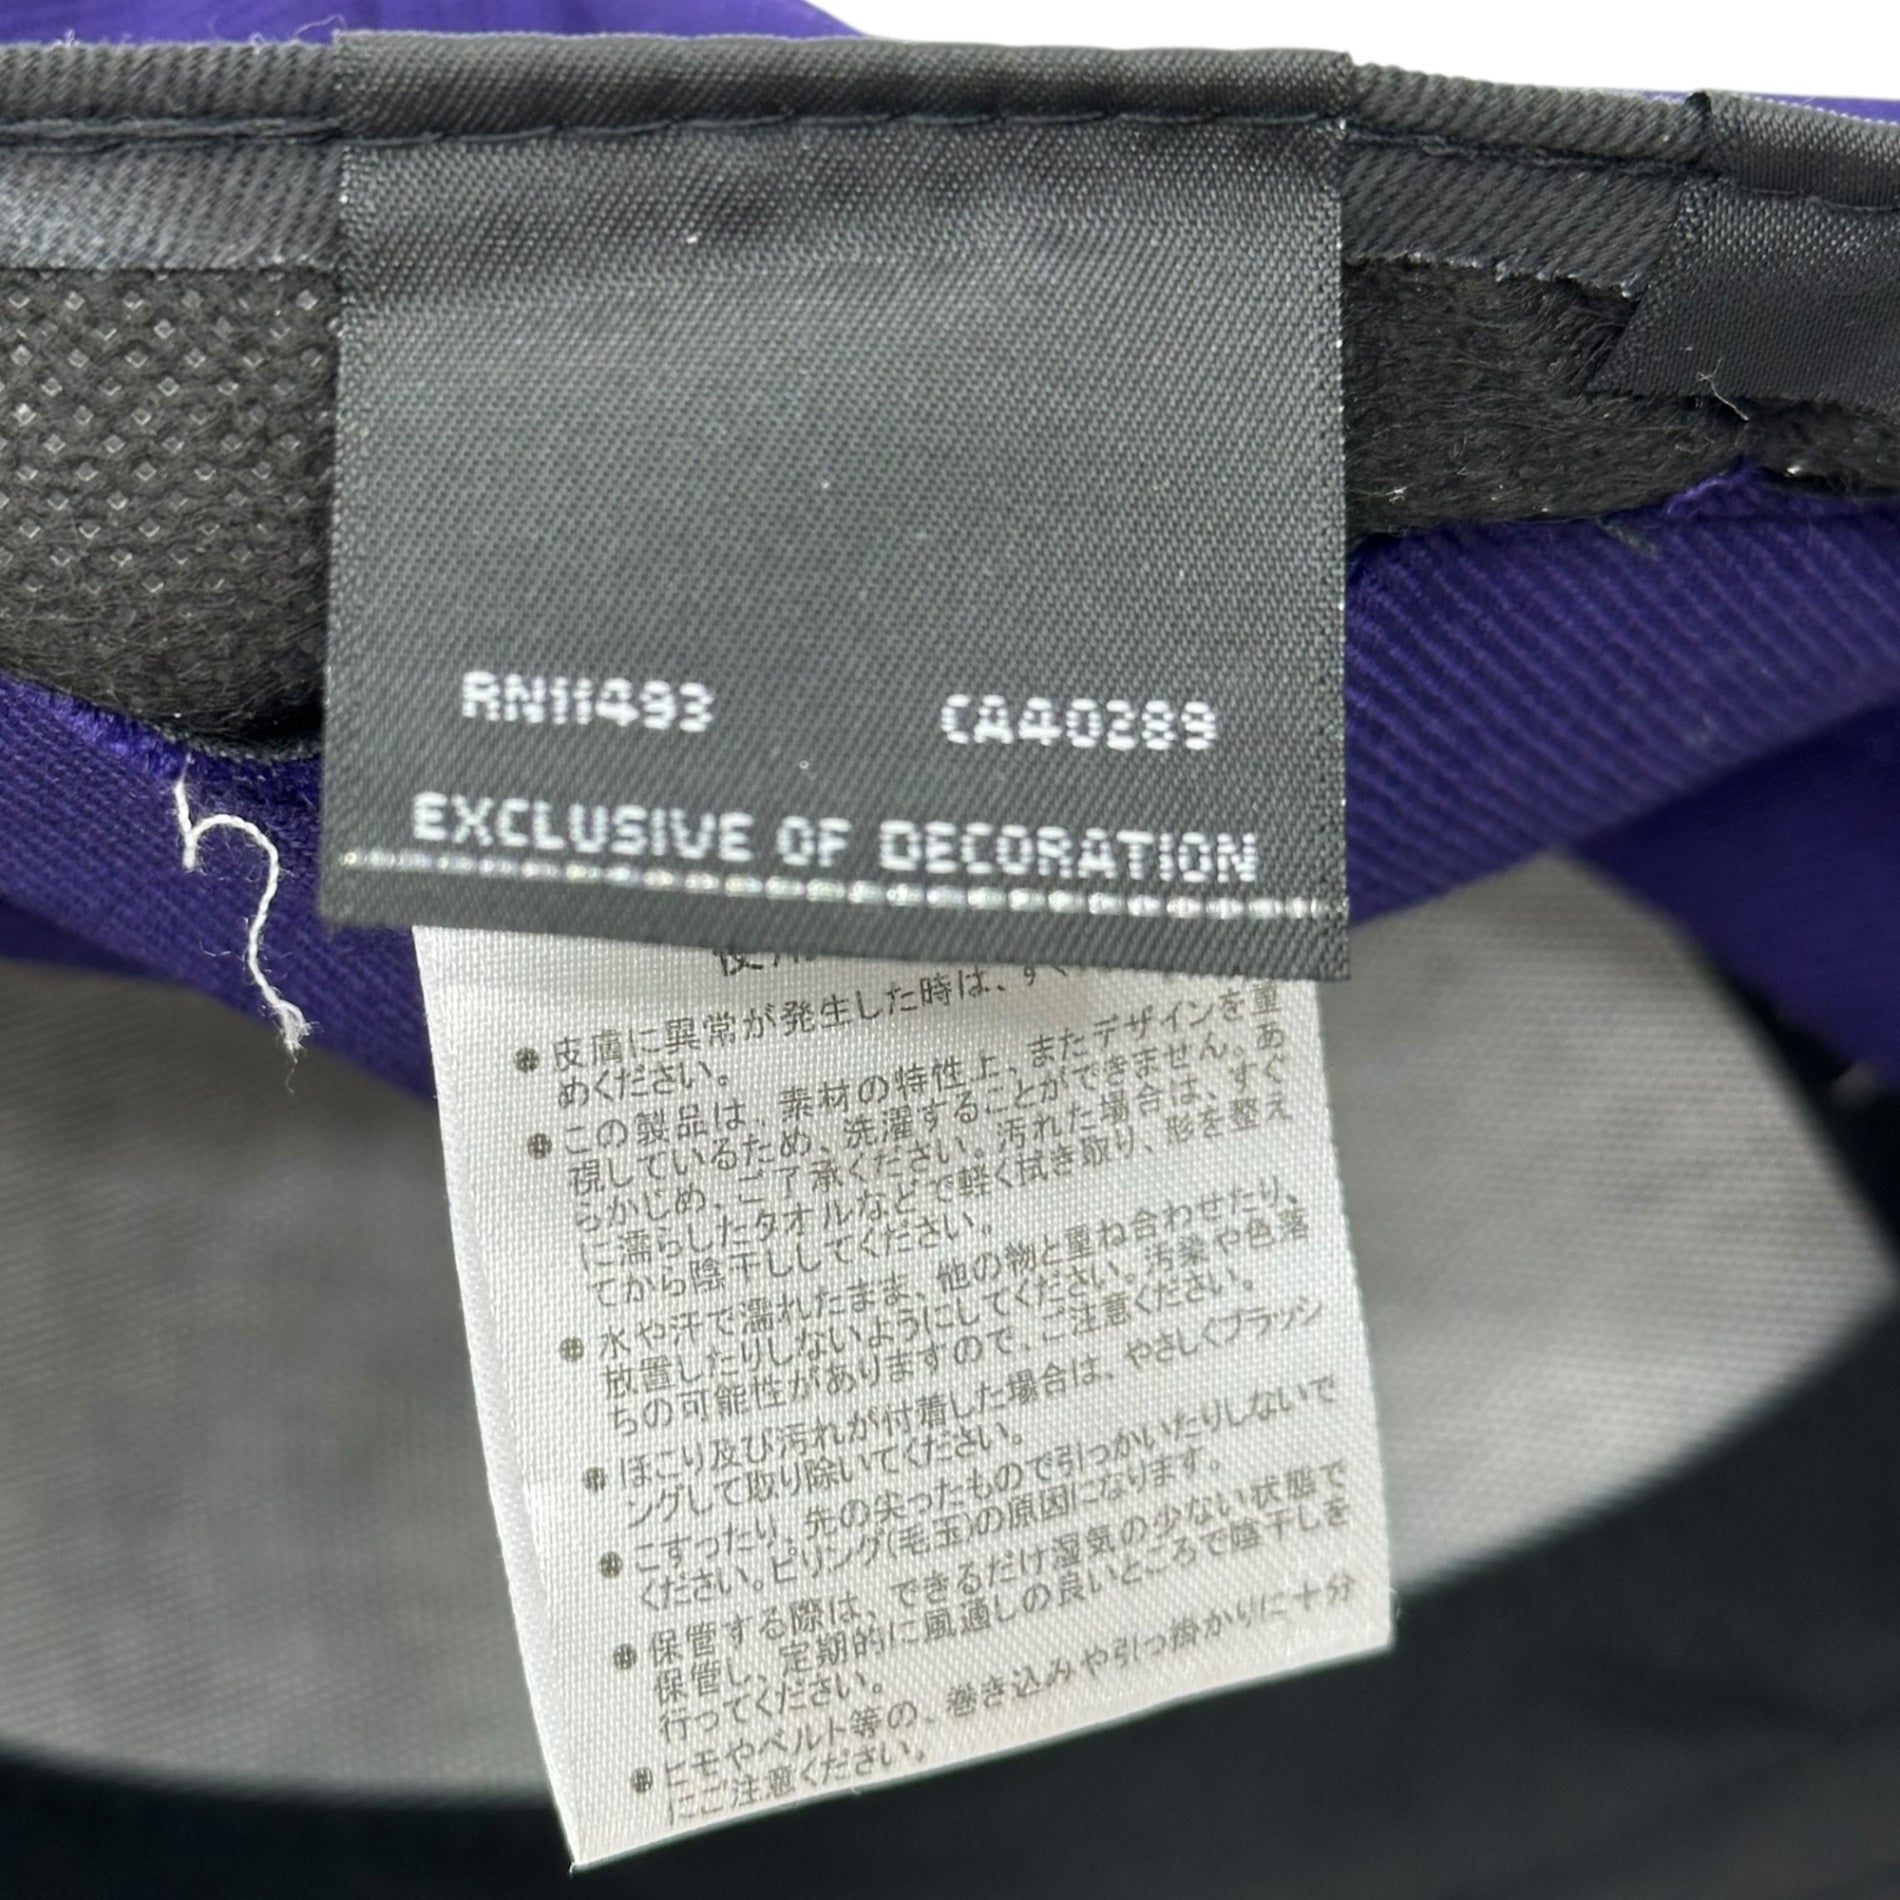 RN11493 CA40289
EXCLUSIVE OF DECORATION
皮膚に異常が発生した時は、す
めください。
この製品は、素材の特性上、またデザインを重
視しているため、洗濯することができません。あ
らかじめ、ご了承ください。汚れた場合は、すぐ
に濡らしたタオルなどで軽く拭き取り、形を整え
てから陰干ししてください。
水や汗で濡れたまま、他の物と重ね合わせたり、
放置したりしないようにしてください。汚染や色落
ちの可能性がありますので、ご注意ください。
ほこり及び汚れが付着した場合は、やさしくブラッシ
ングして取り除いてください。
こすったり、先の尖ったもので引っかいたりしないで
ください。ピリング(毛玉)の原因になります。
保管する際は、できるだけ湿気の少ない状態で
保管し、定期的に風通しの良いところで陰干しを
行ってください。
ヒモやベルト等の、巻き込みや引っ掛かりに十分
にご注意ください。